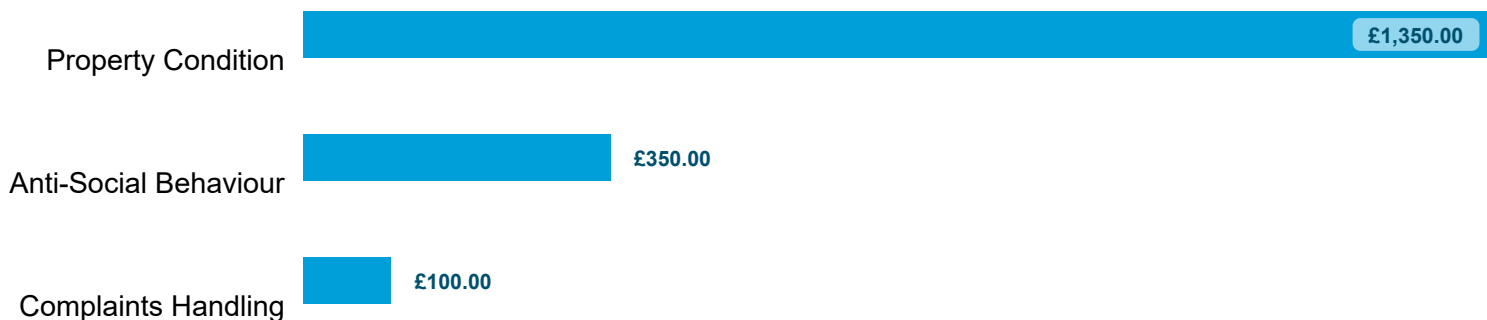 Property Condition £1,350.00
Anti-Social Behaviour £350.00
Complaints Handling £100.00